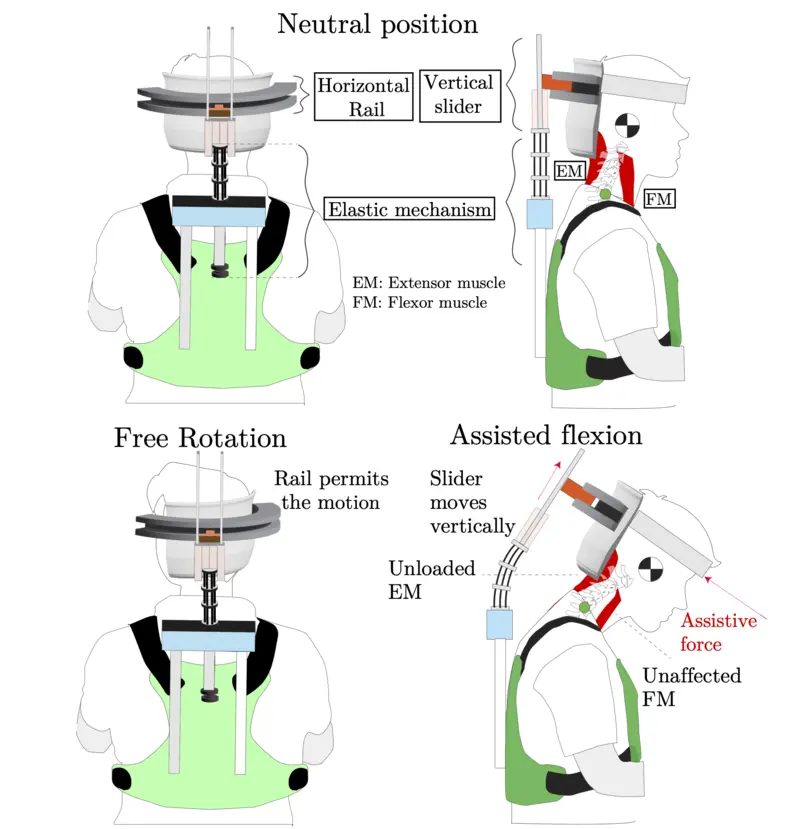 Neutral position
Horizontal
Rail
Vertical
slider
EM
FM
Elastic mechanism
EM: Extensor muscle
FM: Flexor muscle
Free Rotation
Rail permits
the motion
Assisted flexion
Slider
moves
vertically
Unloaded
EM
Assistive
force
Unaffected
FM